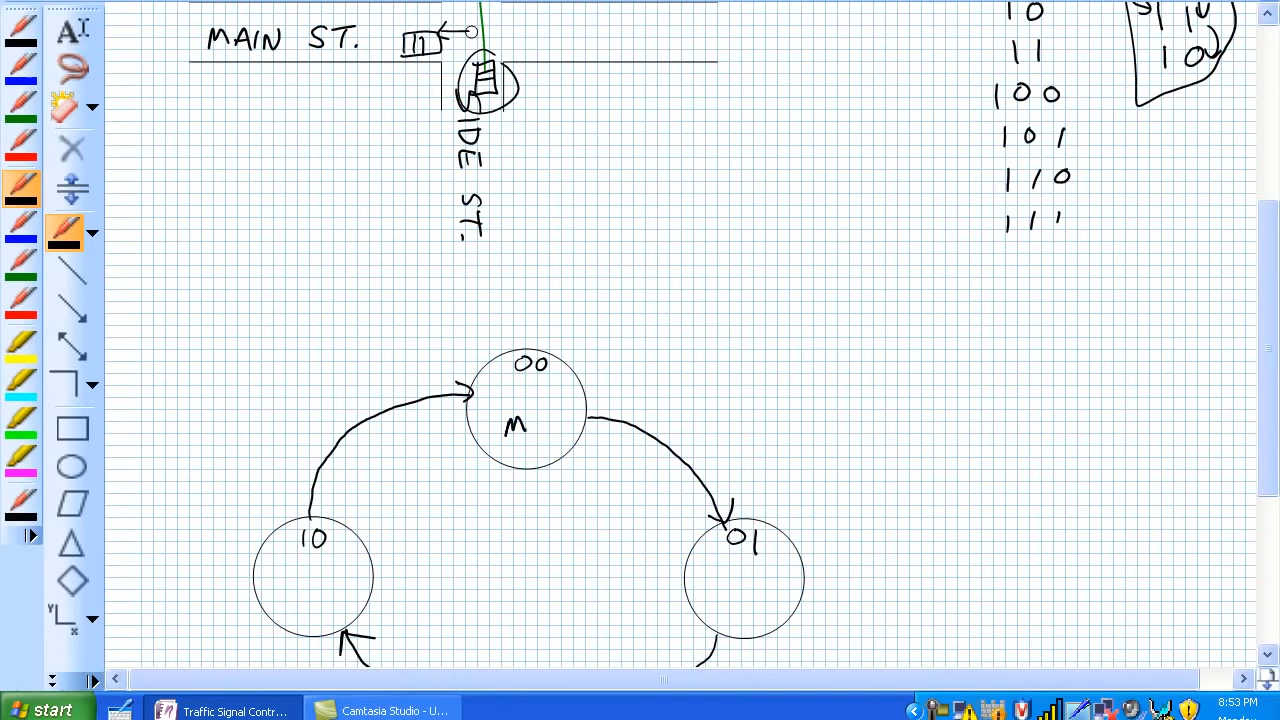 MAIN ST.
10
11
100
101
110
111
110
10
SIDE ST.
00
M
10
01
start
Traffic Signal Contr...
Camtasia Studio - U...
8:53 PM